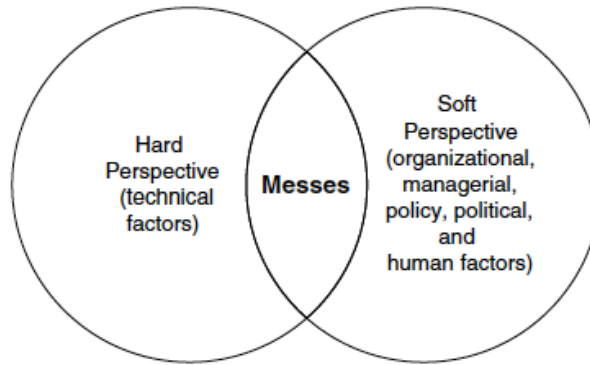 Hard
Perspective
(technical
factors)
Messes
Soft
Perspective
(organizational,
managerial,
policy, political,
and
human factors)